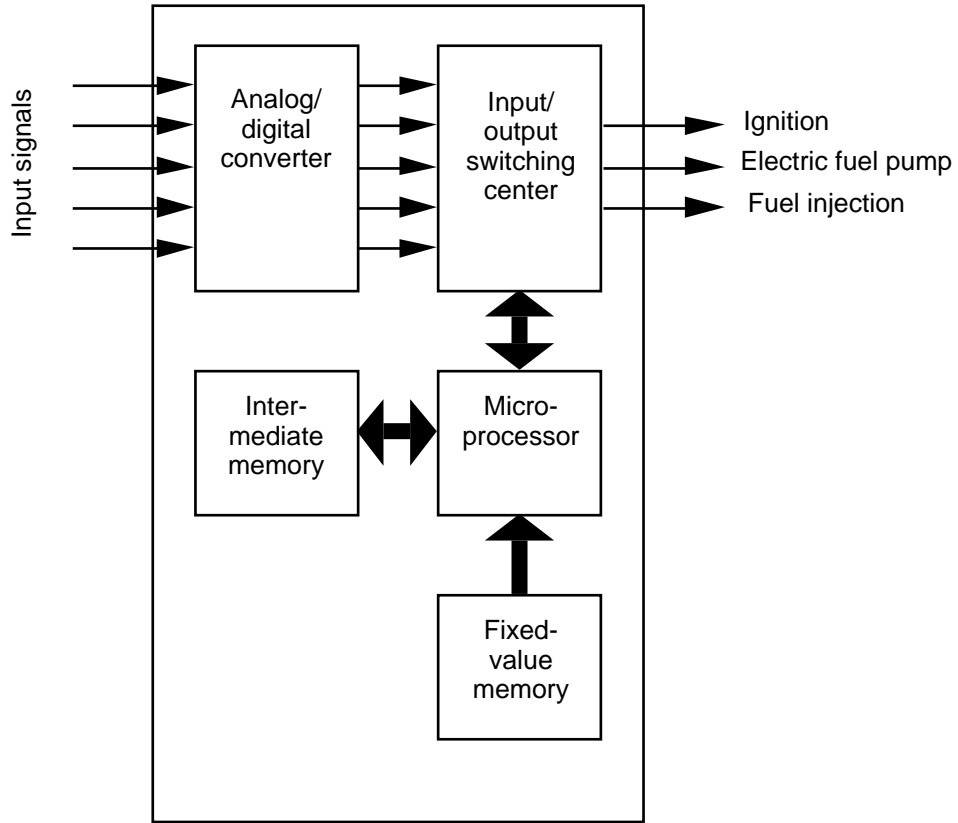 Input signals
Analog/
digital
converter
Input/
output
switching
center
Ignition
Electric fuel pump
Fuel injection
Inter-
mediate
memory
Micro-
processor
Fixed-
value
memory